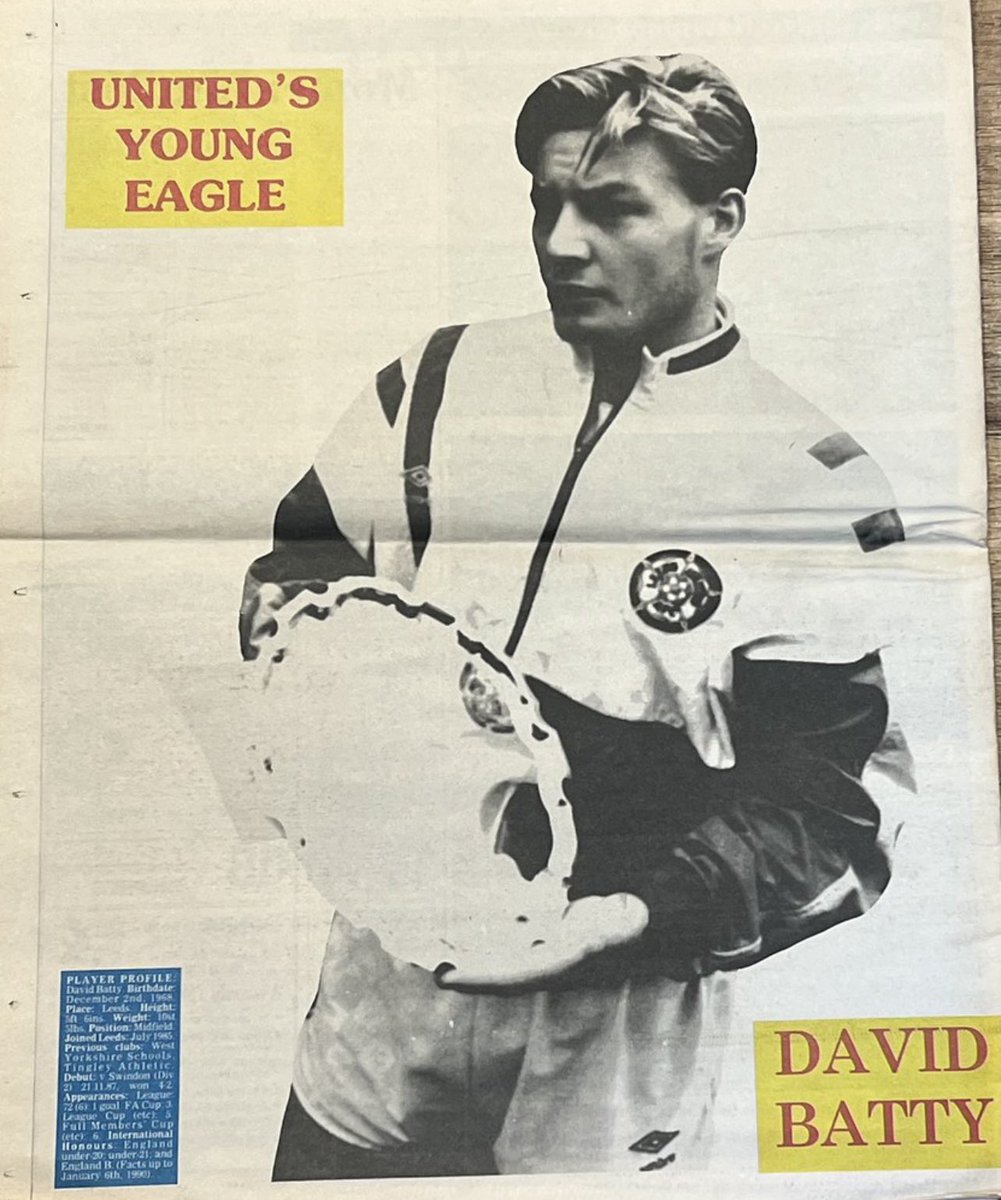 UNITED'S
YOUNG
EAGLE
PLAYER PROFILE:
David Batty. Birthdate:
December 2nd, 1968.
Place: Leeds. Height:
5ft 6ins. Weight: 10st
5lbs. Position: Midfield.
Joined Leeds: July 1985.
Previous clubs: West
Yorkshire Schools,
Tingley Athletic.
Debut: v Swindon (Div
2) 21.11.87, won 4-2.
Appearances: League:
72 (6); 1 goal. FA Cup: 3.
League Cup (etc): 5.
Full Members' Cup
(etc): 6. International
Honours: England
under-20; under-21; and
England B. (Facts up to
January 6th, 1990).
DAVID
BATTY